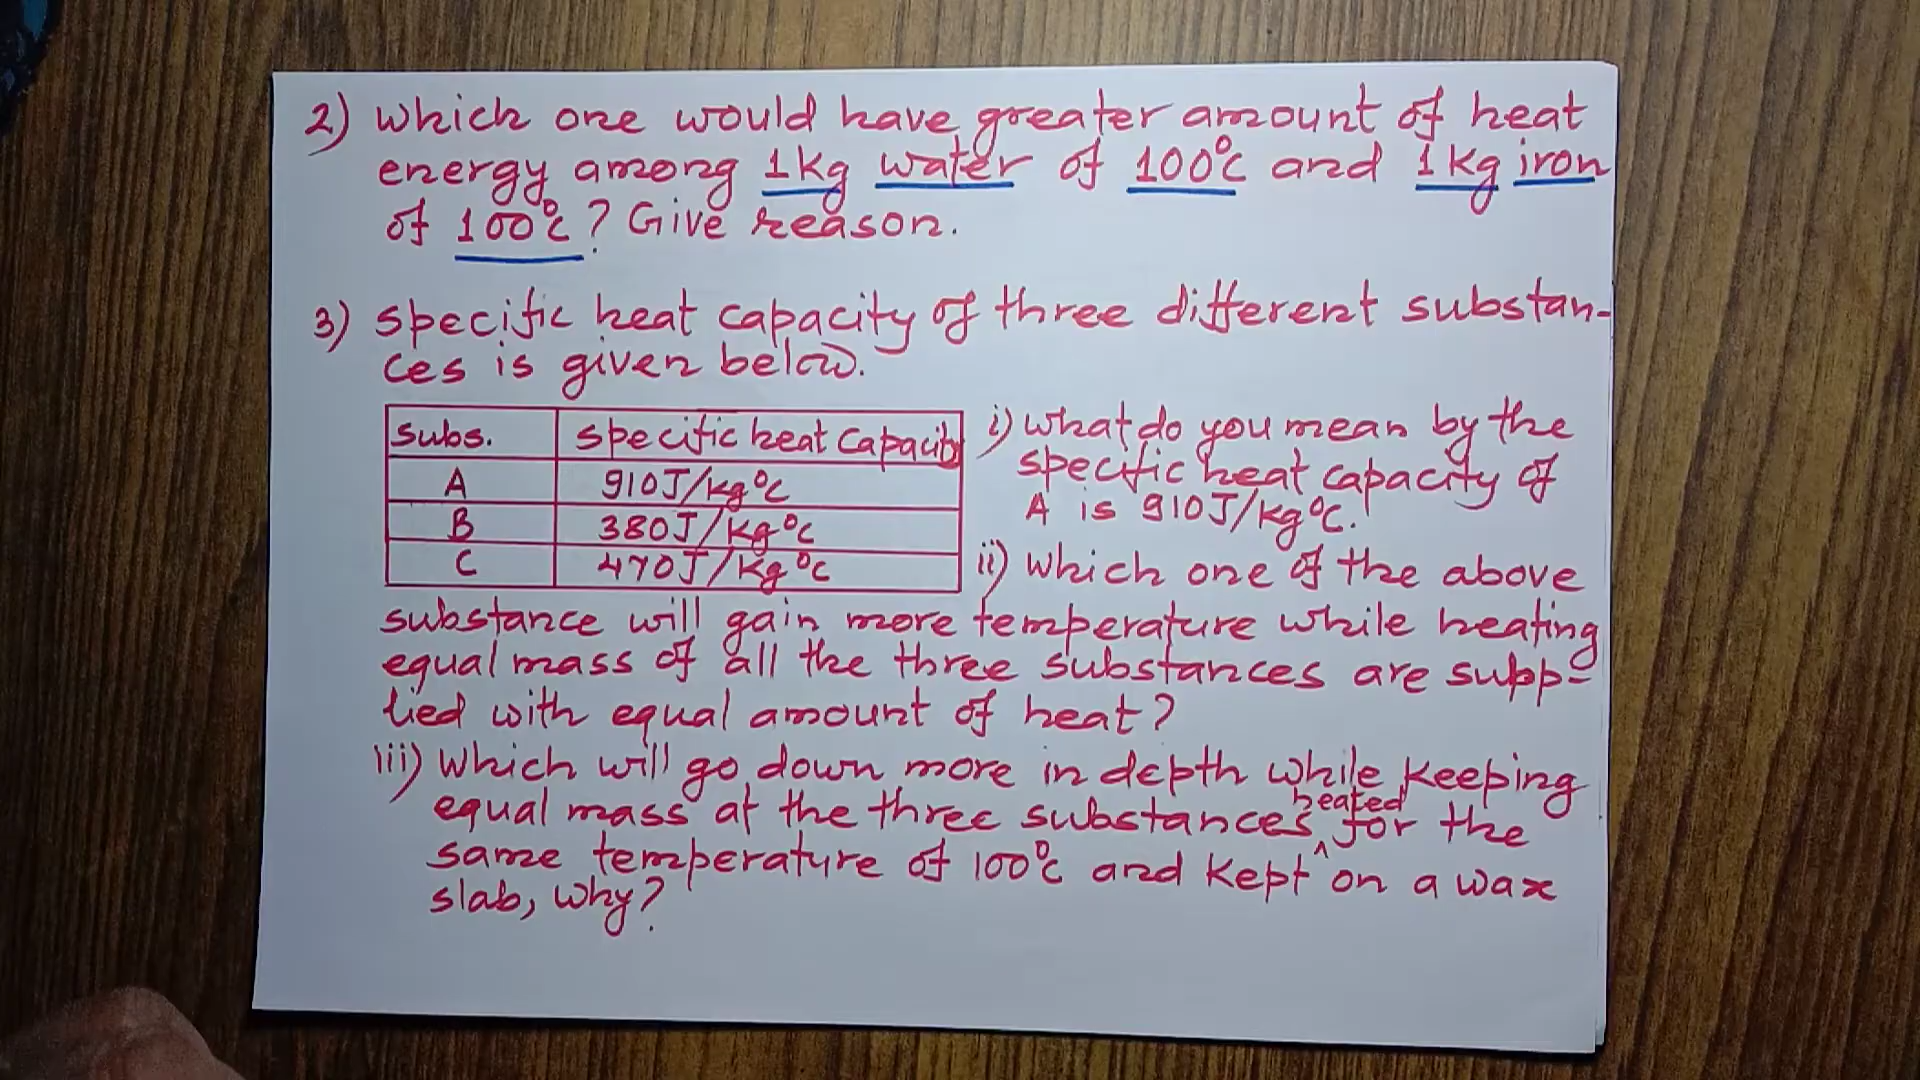 2) which one would have greater amount of heat
energy among 1kg water of 100°C and 1kg iron
of 100°C? Give reason.
3) specific heat capacity of three different substan-
ces is given below.
Subs. specific heat capacity
A 910J/kg°C
B 380J/kg°C
C 470J/kg°C
i) what do you mean by the
specific heat capacity of
A is 910J/kg°C.
ii) which one of the above
substance will gain more temperature while heating
equal mass of all the three substances are supp-
lied with equal amount of heat?
iii) which will go down more in depth while keeping
equal mass at the three substances heated for the
same temperature of 100°C and kept ^ on a wax
slab, why?